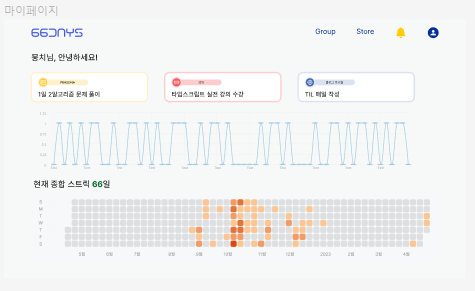 마이페이지
66DAYS
Group
Store
뭉치님, 안녕하세요!
1일 2알고리즘 문제 풀이
타입스크립트 실전 강의 수강
TIL 매일 작성
현재 종합 스트릭 66일
S
M
T
W
T
F
S
5월 6월 7월 8월 9월 10월 11월 12월 2023 2월 3월 4월